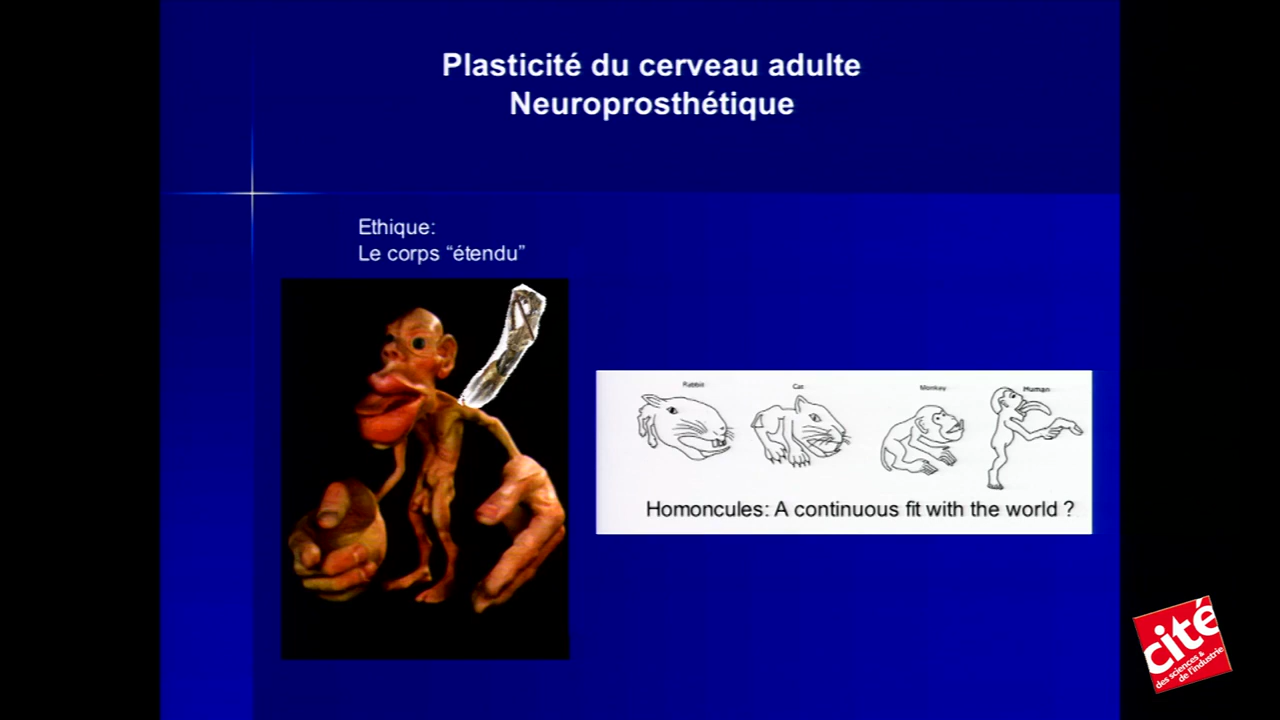 Plasticité du cerveau adulte
Neuroprosthétique
Ethique:
Le corps “étendu”
Rabbit Cat Monkey Human
Homoncules: A continuous fit with the world ?
cité
des sciences &
de l'industrie